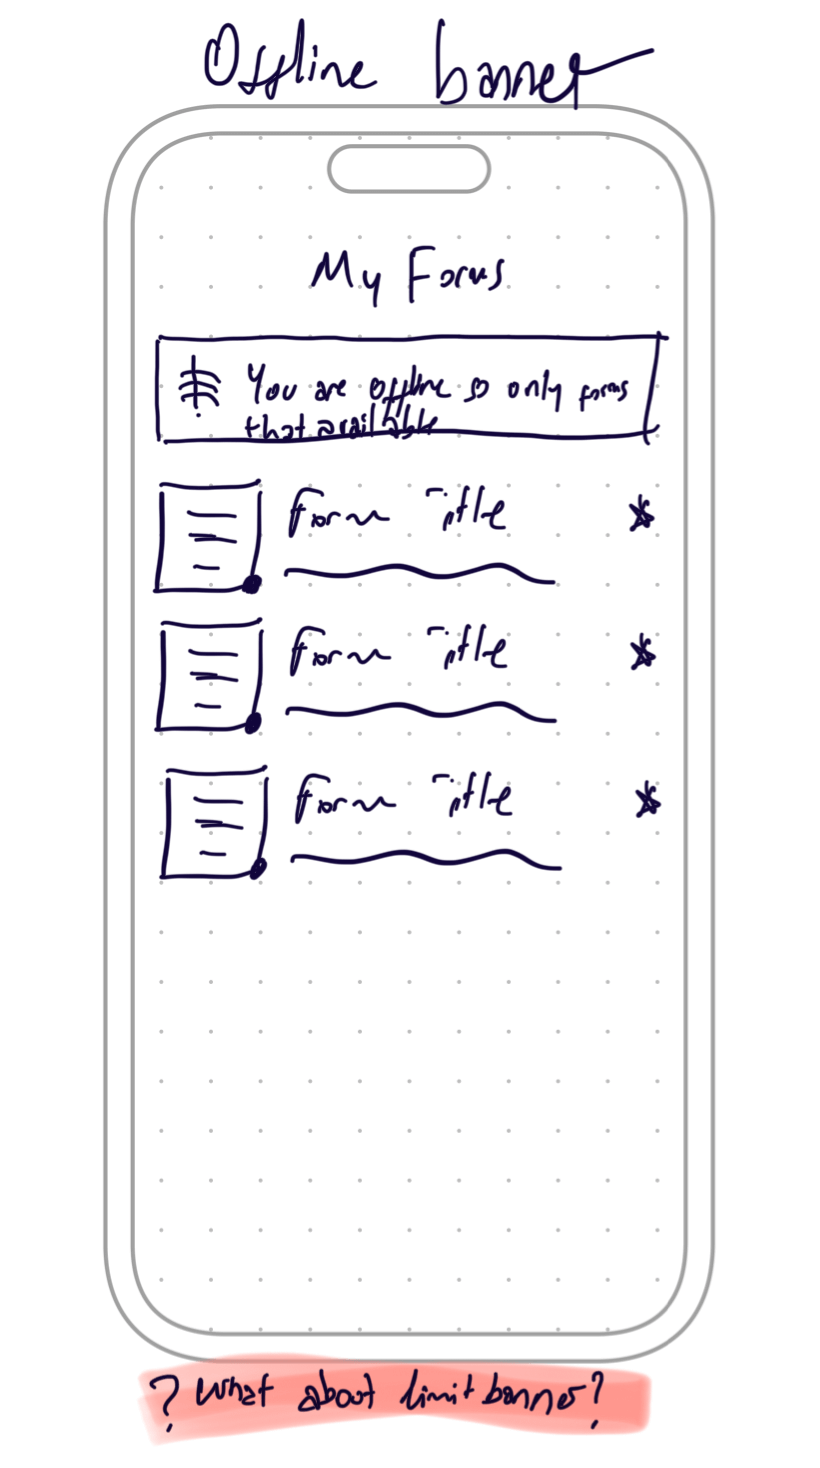 Offline banner
My Forms
You are offline so only forms
that available
Form Title
Form Title
Form Title
? What about limit banner?